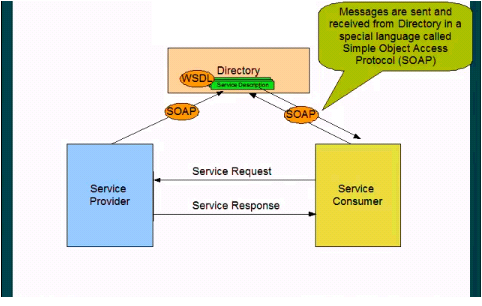 Messages are sent and
received from Directory in a
special language called
Simple Object Access
Protocol (SOAP)
Directory
WSDL
Service Description
SOAP
SOAP
Service Request
Service
Provider
Service
Consumer
Service Response